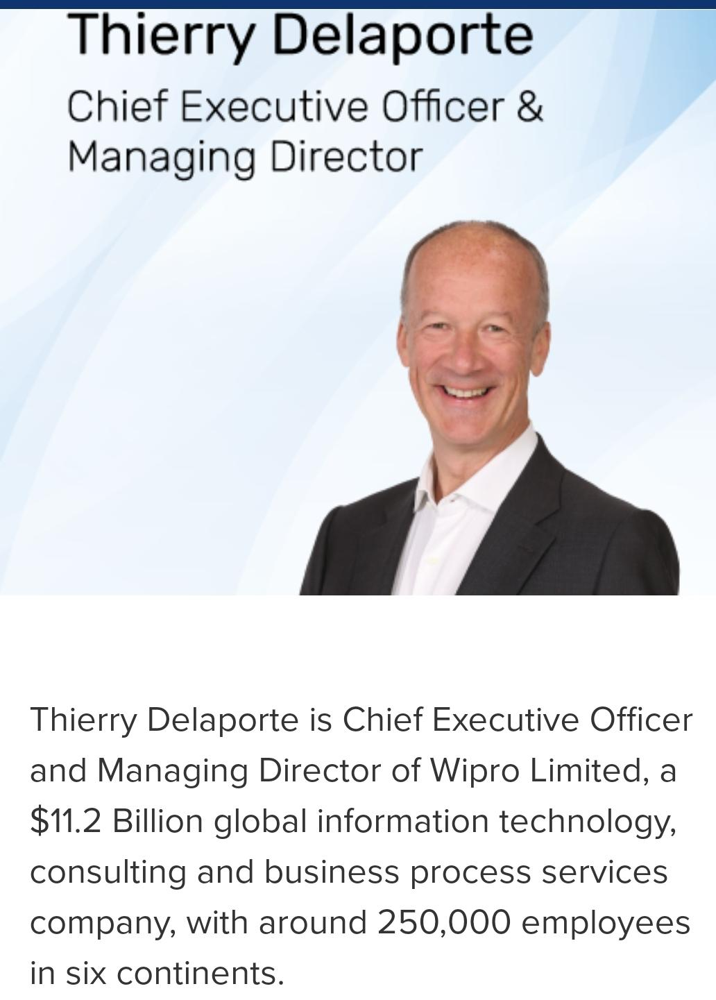 Thierry Delaporte
Chief Executive Officer &
Managing Director
Thierry Delaporte is Chief Executive Officer
and Managing Director of Wipro Limited, a
$11.2 Billion global information technology,
consulting and business process services
company, with around 250,000 employees
in six continents.